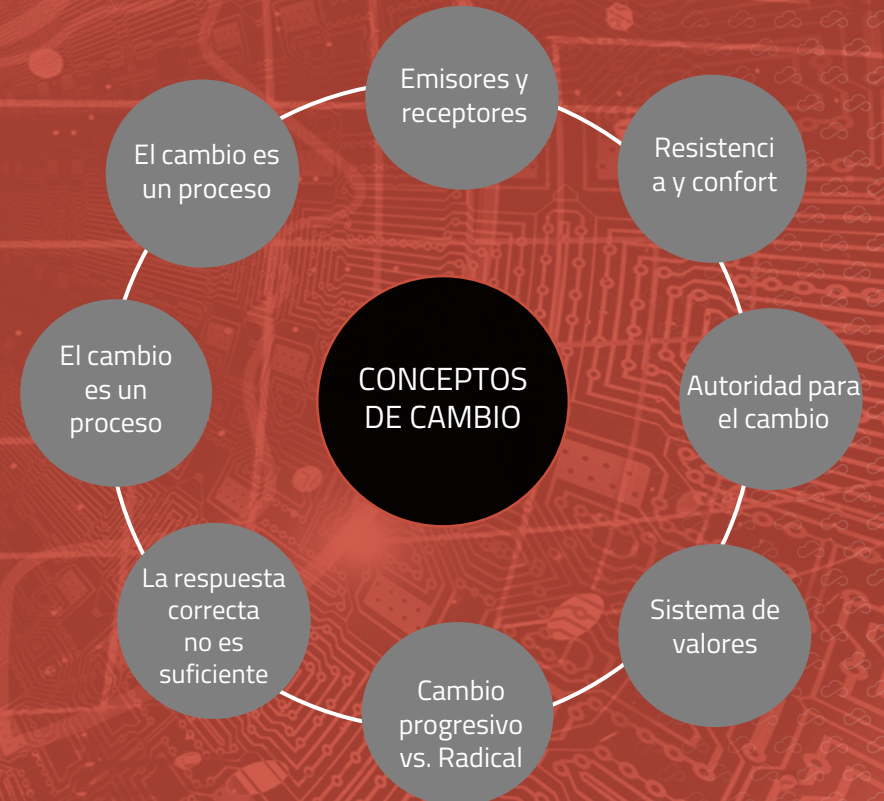 Emisores y
receptores
Resistenci
a y confort
Autoridad para
el cambio
Sistema de
valores
Cambio
progresivo
vs. Radical
La respuesta
correcta
no es
suficiente
El cambio
es un
proceso
El cambio es
un proceso
CONCEPTOS
DE CAMBIO